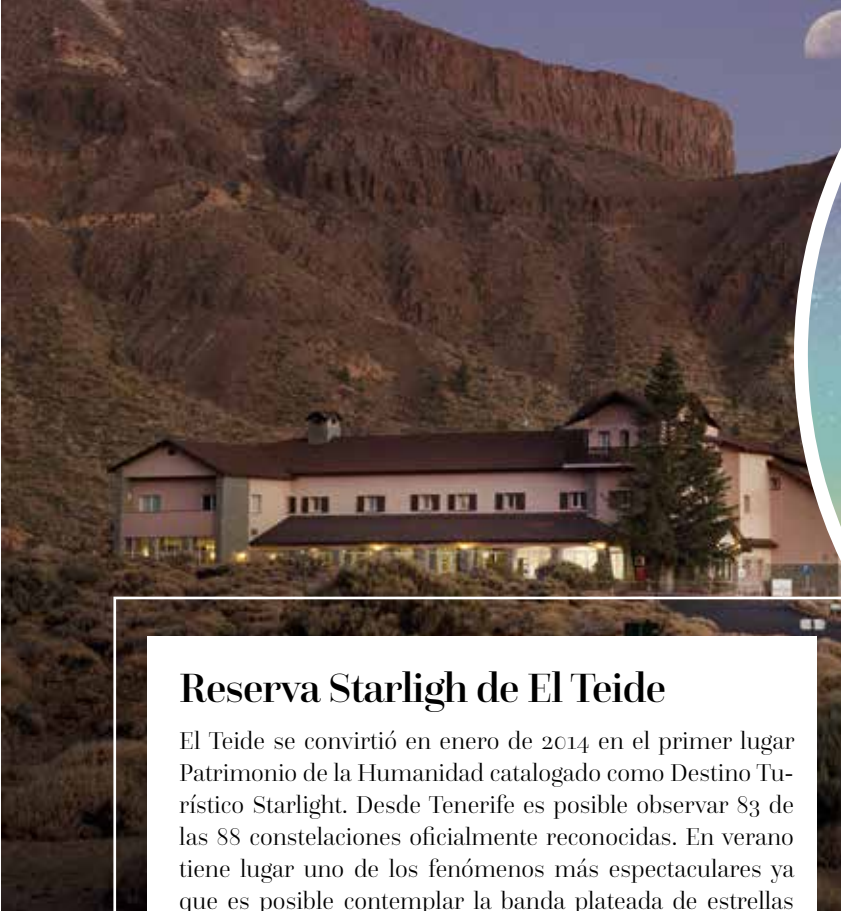 Reserva Starligh de El Teide
El Teide se convirtió en enero de 2014 en el primer lugar
Patrimonio de la Humanidad catalogado como Destino Tu-
rístico Starlight. Desde Tenerife es posible observar 83 de
las 88 constelaciones oficialmente reconocidas. En verano
tiene lugar uno de los fenómenos más espectaculares ya
que es posible contemplar la banda plateada de estrellas